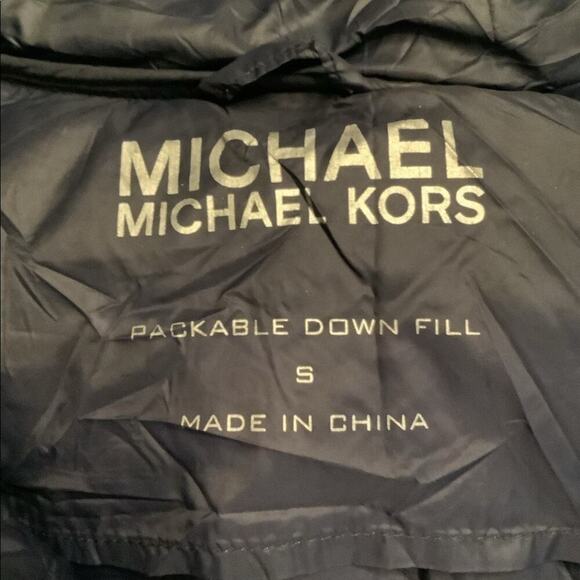 MICHAEL
MICHAEL KORS
PACKABLE DOWN FILL
S
MADE IN CHINA